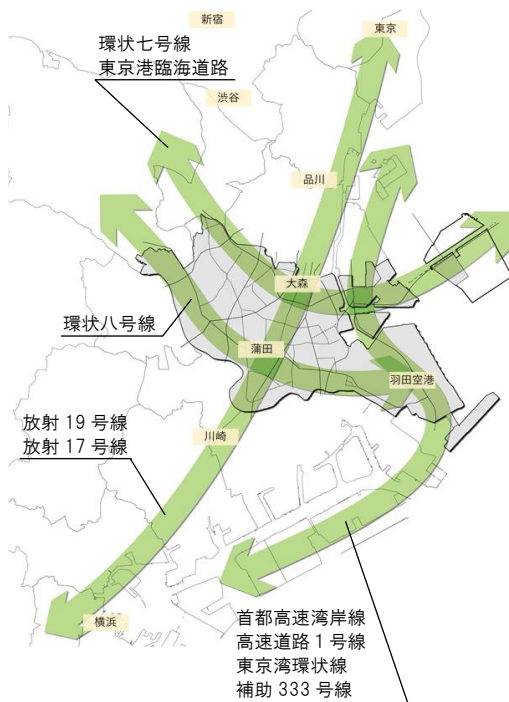 新宿
東京
環状七号線
東京港臨海道路
渋谷
品川
大森
環状八号線
蒲田
羽田空港
放射 19 号線
放射 17 号線
川崎
首都高速湾岸線
高速道路 1 号線
東京湾環状線
補助 333 号線
横浜